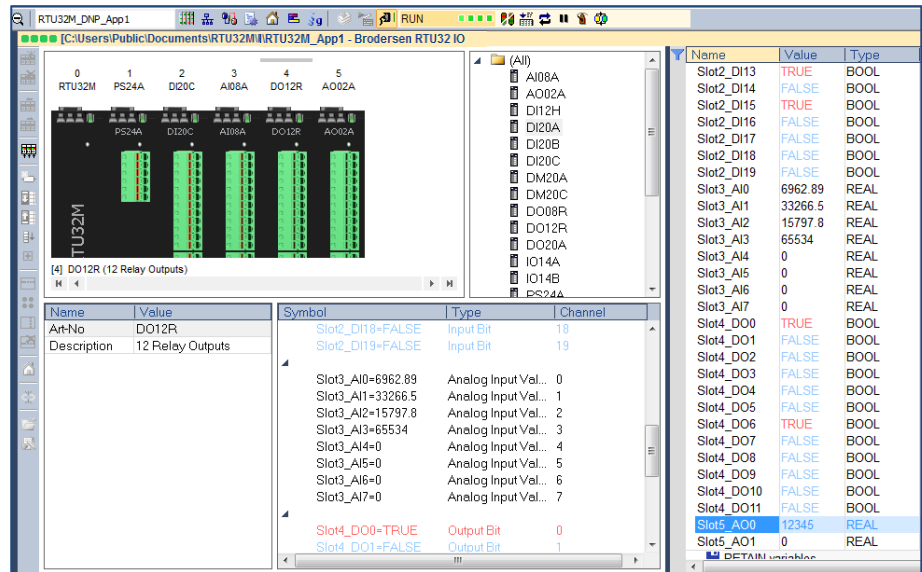 RTU32M_DNP_App1 RUN
[C:\Users\Public\Documents\RTU32M\I\RTU32M_App1 - Brodersen RTU32 IO
0 1 2 3 4 5
RTU32M PS24A DI20C AI08A DO12R AO02A
PS24A DI20C AI08A DO12R AO02A
RTU32M
[4] DO12R (12 Relay Outputs)
(All)
AI08A
AO02A
DI12H
DI20A
DI20B
DI20C
DM20A
DM20C
DO08R
DO12R
DO20A
IO14A
IO14B
PS24A
Name Value
Art-No DO12R
Description 12 Relay Outputs
Symbol Type Channel
Slot2_DI18=FALSE Input Bit 18
Slot2_DI19=FALSE Input Bit 19
Slot3_AI0=6962.89 Analog Input Val... 0
Slot3_AI1=33266.5 Analog Input Val... 1
Slot3_AI2=15797.8 Analog Input Val... 2
Slot3_AI3=65534 Analog Input Val... 3
Slot3_AI4=0 Analog Input Val... 4
Slot3_AI5=0 Analog Input Val... 5
Slot3_AI6=0 Analog Input Val... 6
Slot3_AI7=0 Analog Input Val... 7
Slot4_DO0=TRUE Output Bit 0
Slot4_DO1=FALSE Output Bit 1
Name Value Type
Slot2_DI13 TRUE BOOL
Slot2_DI14 FALSE BOOL
Slot2_DI15 TRUE BOOL
Slot2_DI16 FALSE BOOL
Slot2_DI17 FALSE BOOL
Slot2_DI18 FALSE BOOL
Slot2_DI19 FALSE BOOL
Slot3_AI0 6962.89 REAL
Slot3_AI1 33266.5 REAL
Slot3_AI2 15797.8 REAL
Slot3_AI3 65534 REAL
Slot3_AI4 0 REAL
Slot3_AI5 0 REAL
Slot3_AI6 0 REAL
Slot3_AI7 0 REAL
Slot4_DO0 TRUE BOOL
Slot4_DO1 FALSE BOOL
Slot4_DO2 FALSE BOOL
Slot4_DO3 FALSE BOOL
Slot4_DO4 FALSE BOOL
Slot4_DO5 FALSE BOOL
Slot4_DO6 TRUE BOOL
Slot4_DO7 FALSE BOOL
Slot4_DO8 FALSE BOOL
Slot4_DO9 FALSE BOOL
Slot4_DO10 FALSE BOOL
Slot4_DO11 FALSE BOOL
Slot5_AO0 12345 REAL
Slot5_AO1 0 REAL
RETAIN variables